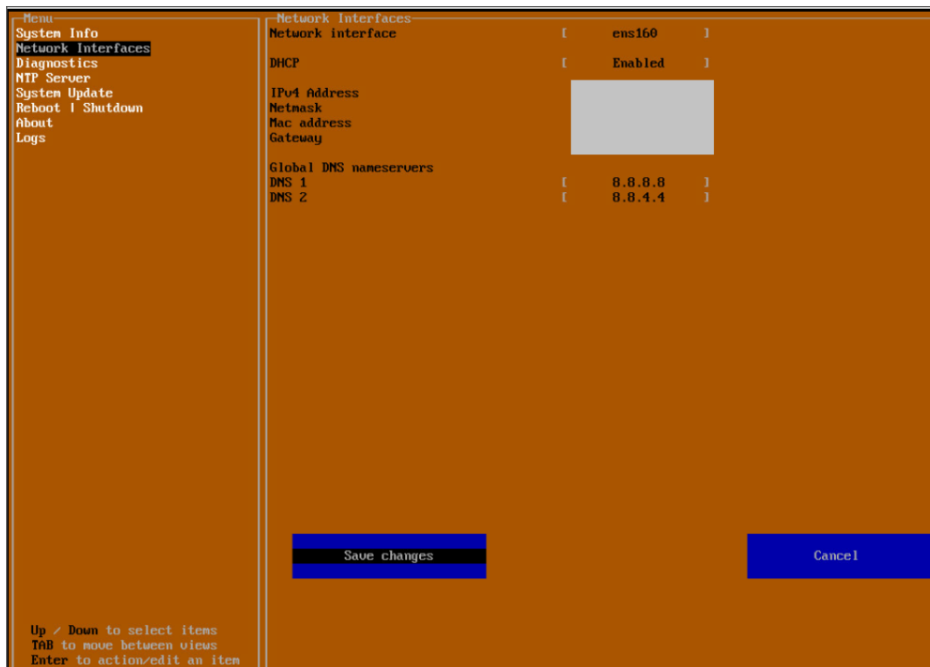 Menu
System Info
Network Interfaces
Diagnostics
NTP Server
System Update
Reboot | Shutdown
About
Logs
Up / Down to select items
TAB to move between views
Enter to action/edit an item
Network Interfaces
Network interface [ ens160 ]
DHCP [ Enabled ]
IPv4 Address
Netmask
Mac address
Gateway
Global DNS nameservers
DNS 1 [ 8.8.8.8 ]
DNS 2 [ 8.8.4.4 ]
Save changes
Cancel